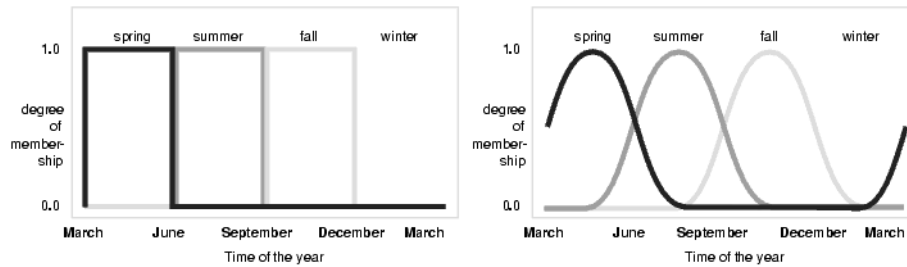 spring summer fall winter
1.0
degree
of
member-
ship
0.0
March June September December March
Time of the year
spring summer fall winter
1.0
degree
of
member-
ship
0.0
March June September December March
Time of the year